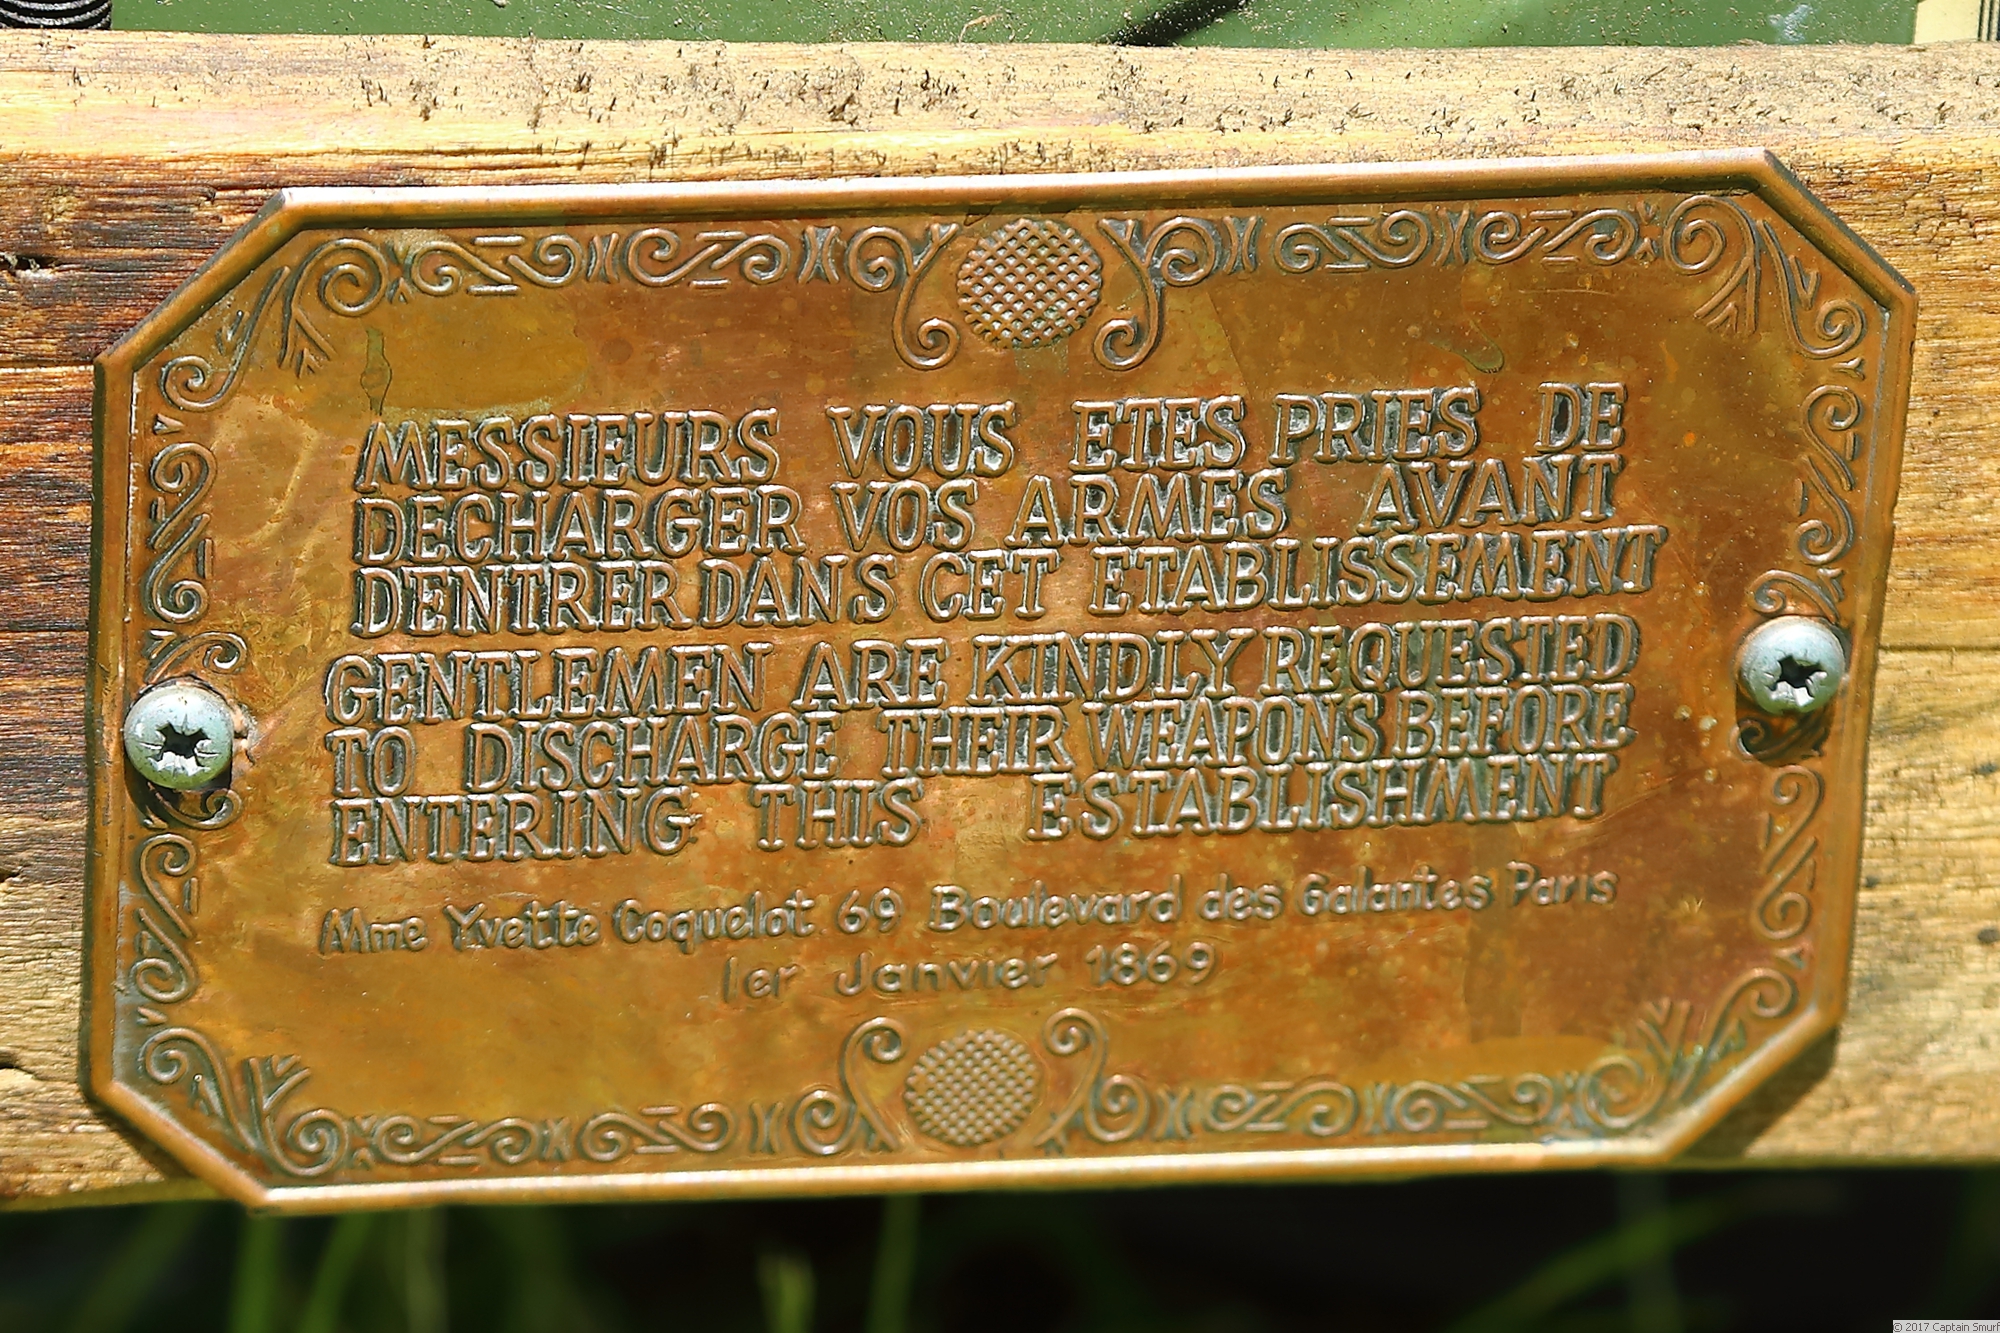 MESSIEURS VOUS ETES PRIES DE
DECHARGER VOS ARMES AVANT
DENTRER DANS CET ETABLISSEMENT
GENTLEMEN ARE KINDLY REQUESTED
TO DISCHARGE THEIR WEAPONS BEFORE
ENTERING THIS ESTABLISHMENT
Mme Yvette Coquelot 69 Boulevard des Galantes Paris
1er Janvier 1869
© 2017 Captain Smurf